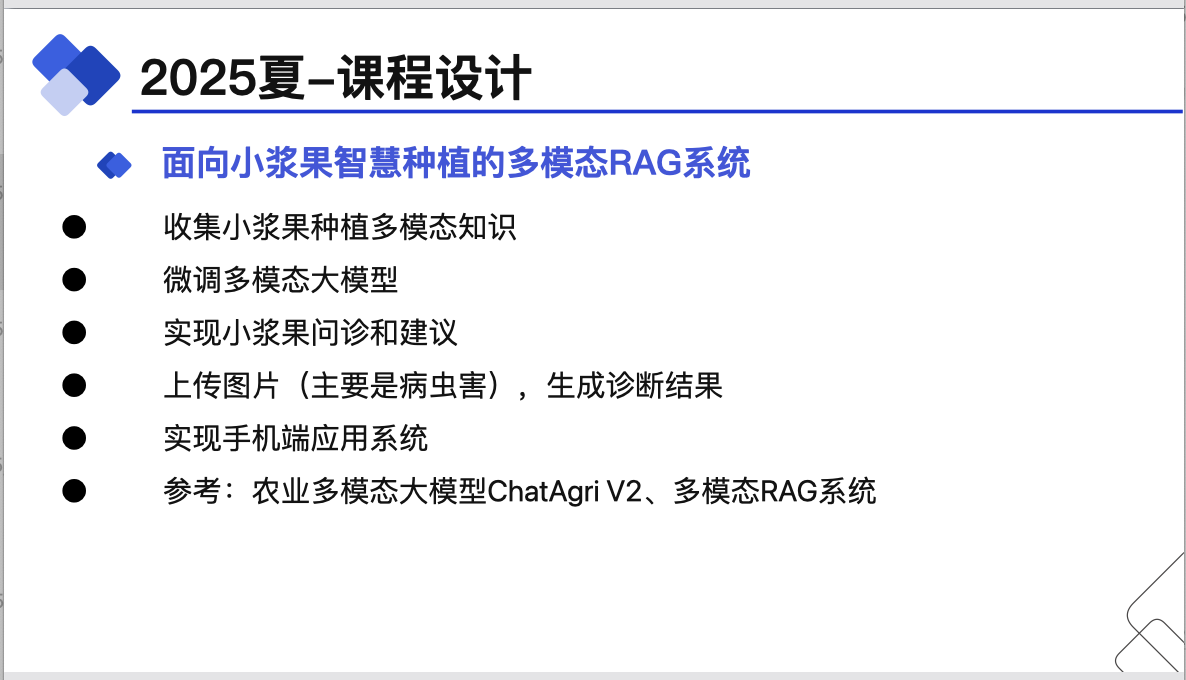 2025夏–课程设计
面向小浆果智慧种植的多模态RAG系统
收集小浆果种植多模态知识
微调多模态大模型
实现小浆果问诊和建议
上传图片（主要是病虫害），生成诊断结果
实现手机端应用系统
参考：农业多模态大模型ChatAgri V2、多模态RAG系统